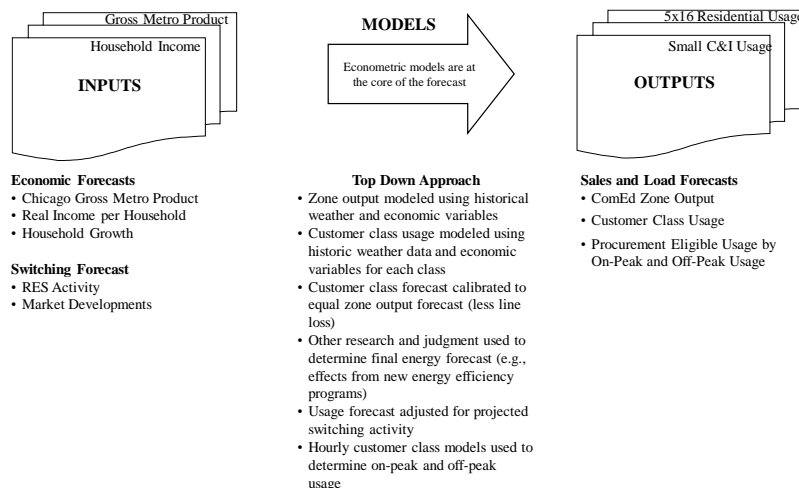 Gross Metro Product
Household Income
INPUTS
MODELS
Econometric models are at
the core of the forecast
5x16 Residential Usage
Small C&I Usage
OUTPUTS
Economic Forecasts
• Chicago Gross Metro Product
• Real Income per Household
• Household Growth
Switching Forecast
• RES Activity
• Market Developments
Top Down Approach
• Zone output modeled using historical
weather and economic variables
• Customer class usage modeled using
historic weather data and economic
variables for each class
• Customer class forecast calibrated to
equal zone output forecast (less line
loss)
• Other research and judgment used to
determine final energy forecast (e.g.,
effects from new energy efficiency
programs)
• Usage forecast adjusted for projected
switching activity
• Hourly customer class models used to
determine on-peak and off-peak
usage
Sales and Load Forecasts
• ComEd Zone Output
• Customer Class Usage
• Procurement Eligible Usage by
On-Peak and Off-Peak Usage